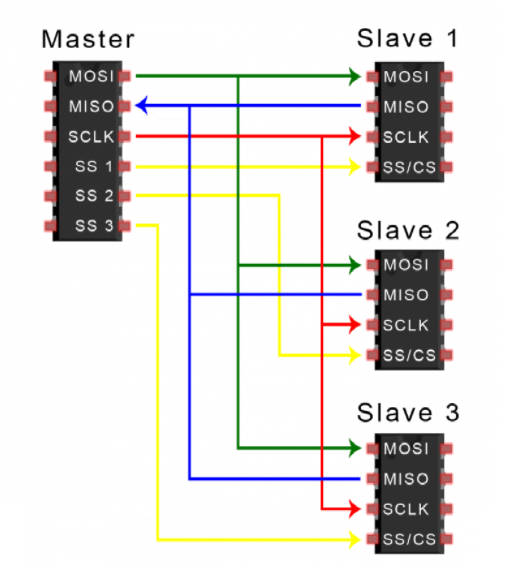 Master
MOSI
MISO
SCLK
SS 1
SS 2
SS 3
Slave 1
MOSI
MISO
SCLK
SS/CS
Slave 2
MOSI
MISO
SCLK
SS/CS
Slave 3
MOSI
MISO
SCLK
SS/CS